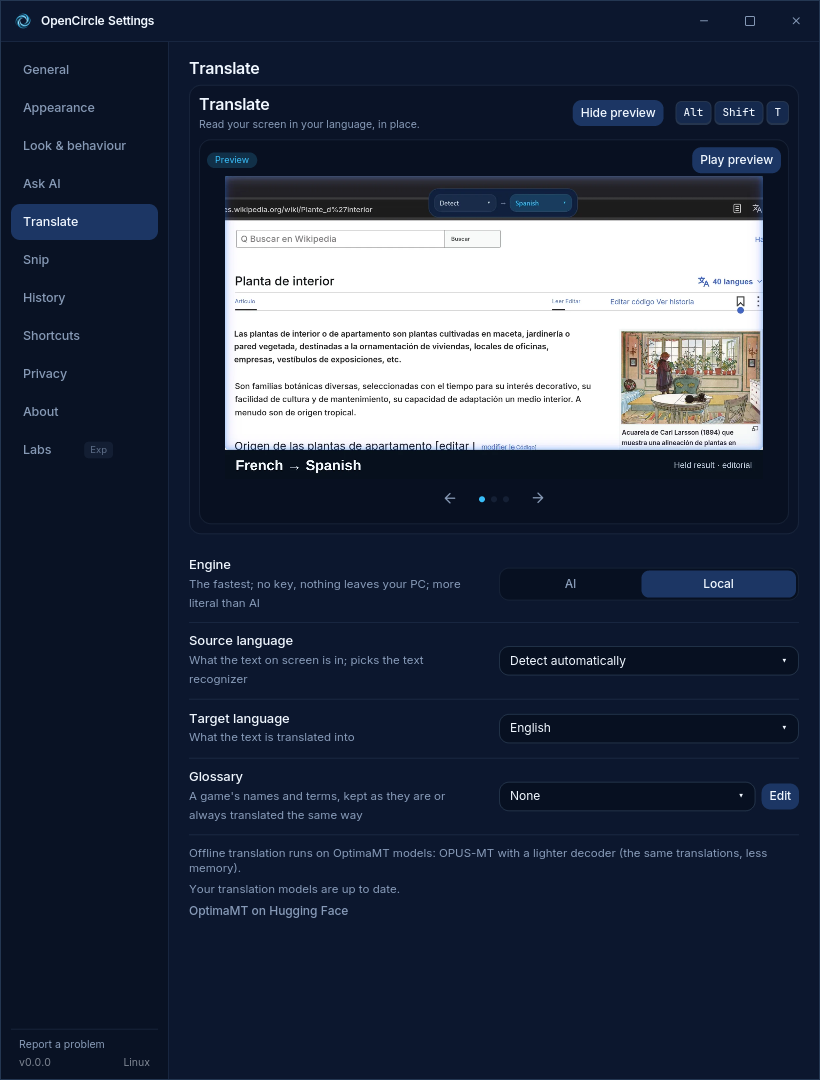 OpenCircle Settings
General
Appearance
Look & behaviour
Ask AI
Translate
Snip
History
Shortcuts
Privacy
About
Labs Exp
Report a problem
v0.0.0 Linux
Translate
Translate
Read your screen in your language, in place.
Hide preview Alt Shift T
Preview Play preview
es.wikipedia.org/wiki/Plante_d%27interior
Detect → Spanish
Q Buscar en Wikipedia Buscar
Planta de interior 40 langues
Artículo Leer Editar Editar código Ver historia
Las plantas de interior o de apartamento son plantas cultivadas en maceta, jardinería o
pared vegetada, destinadas a la ornamentación de viviendas, locales de oficinas,
empresas, vestíbulos de exposiciones, etc.
Son familias botánicas diversas, seleccionadas con el tiempo para su interés decorativo, su
facilidad de cultura y de mantenimiento, su capacidad de adaptación un medio interior. A
menudo son de origen tropical.
Acuarela de Carl Larsson (1894) que
muestra una alineación de plantas en
Origen de las plantas de apartamento [editar | modifier le Código]
French → Spanish
Held result · editorial
Engine
The fastest; no key, nothing leaves your PC; more
literal than AI
AI Local
Source language
What the text on screen is in; picks the text
recognizer
Detect automatically
Target language
What the text is translated into
English
Glossary
A game's names and terms, kept as they are or
always translated the same way
None Edit
Offline translation runs on OptimaMT models: OPUS-MT with a lighter decoder (the same translations, less
memory).
Your translation models are up to date.
OptimaMT on Hugging Face